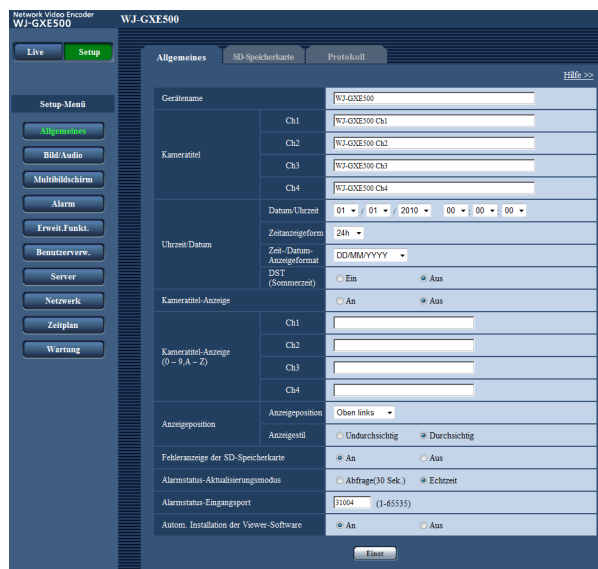 Network Video Encoder
WJ-GXE500
WJ-GXE500
Live Setup
Allgemeines SD-Speicherkarte Protokoll
Hilfe >>
Setup-Menü
Allgemeines
Bild/Audio
Multibildschirm
Alarm
Erweit.Funkt.
Benutzerverw.
Server
Netzwerk
Zeitplan
Wartung
Gerätename WJ-GXE500
Kameratitel
Ch1 WJ-GXE500 Ch1
Ch2 WJ-GXE500 Ch2
Ch3 WJ-GXE500 Ch3
Ch4 WJ-GXE500 Ch4
Uhrzeit/Datum
Datum/Uhrzeit 01 / 01 / 2010 00 : 00 : 00
Zeitanzeigeform 24h
Zeit-/Datum-
Anzeigeformat DD/MM/YYYY
DST
(Sommerzeit) Ein Aus
Kameratitel-Anzeige An Aus
Kameratitel-Anzeige
(0 – 9,A – Z)
Ch1
Ch2
Ch3
Ch4
Anzeigeposition
Anzeigeposition Oben links
Anzeigestil Undurchsichtig Durchsichtig
Fehleranzeige der SD-Speicherkarte An Aus
Alarmstatus-Aktualisierungsmodus Abfrage(30 Sek.) Echtzeit
Alarmstatus-Eingangsport 31004 (1-65535)
Autom. Installation der Viewer-Software An Aus
Einst